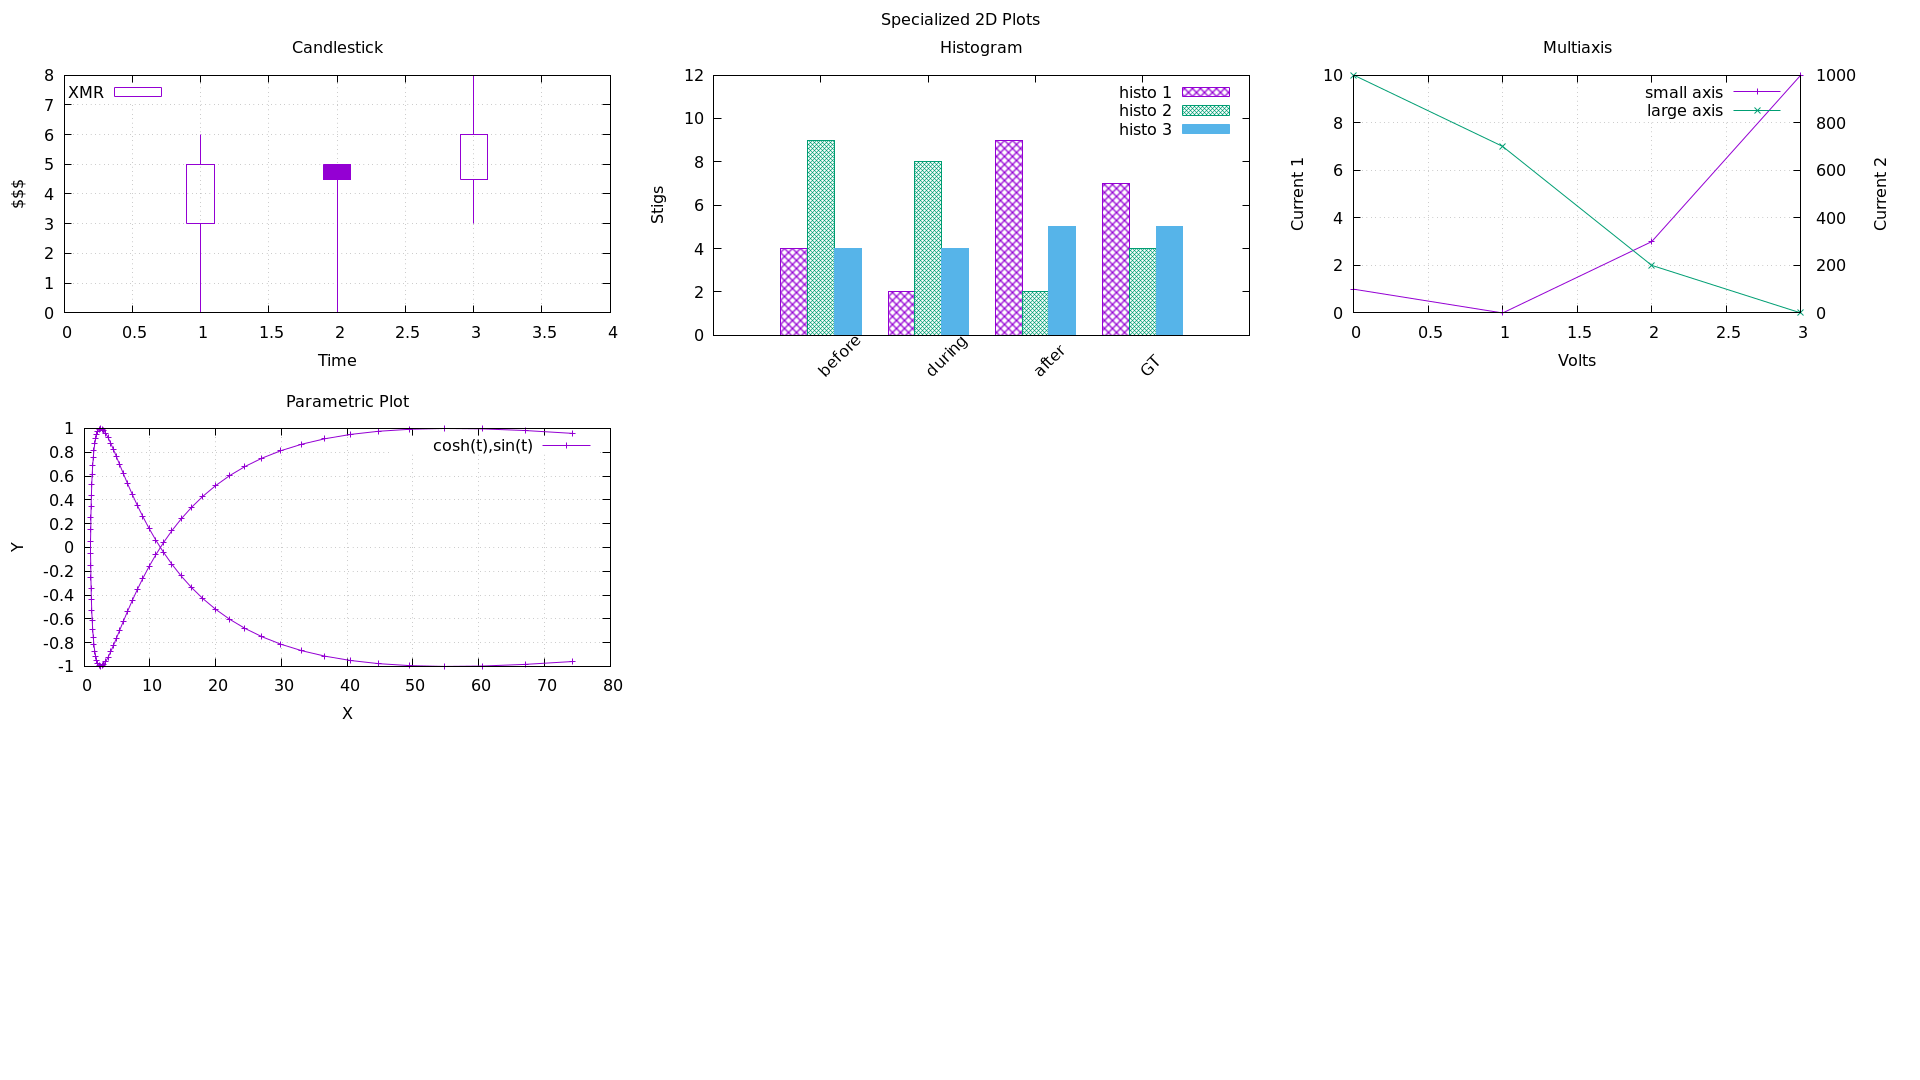 Specialized 2D Plots
Candlestick
8
7
6
5
4
3
2
1
0
XMR
$$$
0 0.5 1 1.5 2 2.5 3 3.5 4
Time
Histogram
12
10
8
6
4
2
0
histo 1
histo 2
histo 3
Stigs
before during after GT
Multiaxis
10
8
6
4
2
0
small axis
large axis
1000
800
600
400
200
0
Current 1
Current 2
0 0.5 1 1.5 2 2.5 3
Volts
Parametric Plot
1
0.8
0.6
0.4
0.2
0
-0.2
-0.4
-0.6
-0.8
-1
cosh(t),sin(t)
Y
0 10 20 30 40 50 60 70 80
X